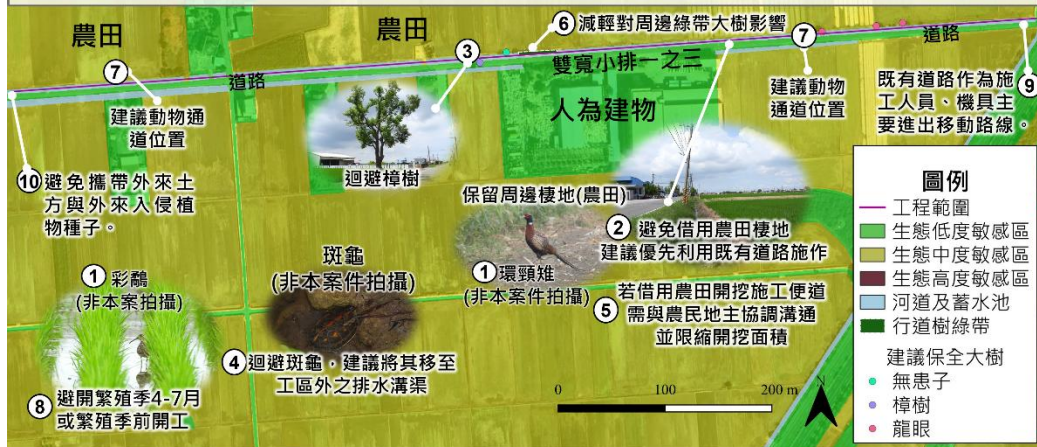 農田
農田
⑥ 減輕對周邊綠帶大樹影響
⑦
道路
③
雙寬小排一之三
⑦
道路
建議動物通
道位置
人為建物
建議動物
通道位置
既有道路作為施
工人員、機具主
要進出移動路線。
⑨
⑩ 避免攜帶外來土
方與外來入侵植
物種子。
迴避樟樹
保留周邊棲地(農田)
② 避免借用農田棲地
建議優先利用既有道路施作
① 彩鷸
(非本案件拍攝)
斑龜
(非本案件拍攝)
① 環頸雉
(非本案件拍攝)
⑤ 若借用農田開挖施工便道
需與農民地主協調溝通
並限縮開挖面積
④ 迴避斑龜,建議將其移至
工區外之排水溝渠
⑧ 避開繁殖季4-7月
或繁殖季前開工
0 100 200 m
N
圖例
工程範圍
生態低度敏感區
生態中度敏感區
生態高度敏感區
河道及蓄水池
行道樹綠帶
建議保全大樹
無患子
樟樹
龍眼